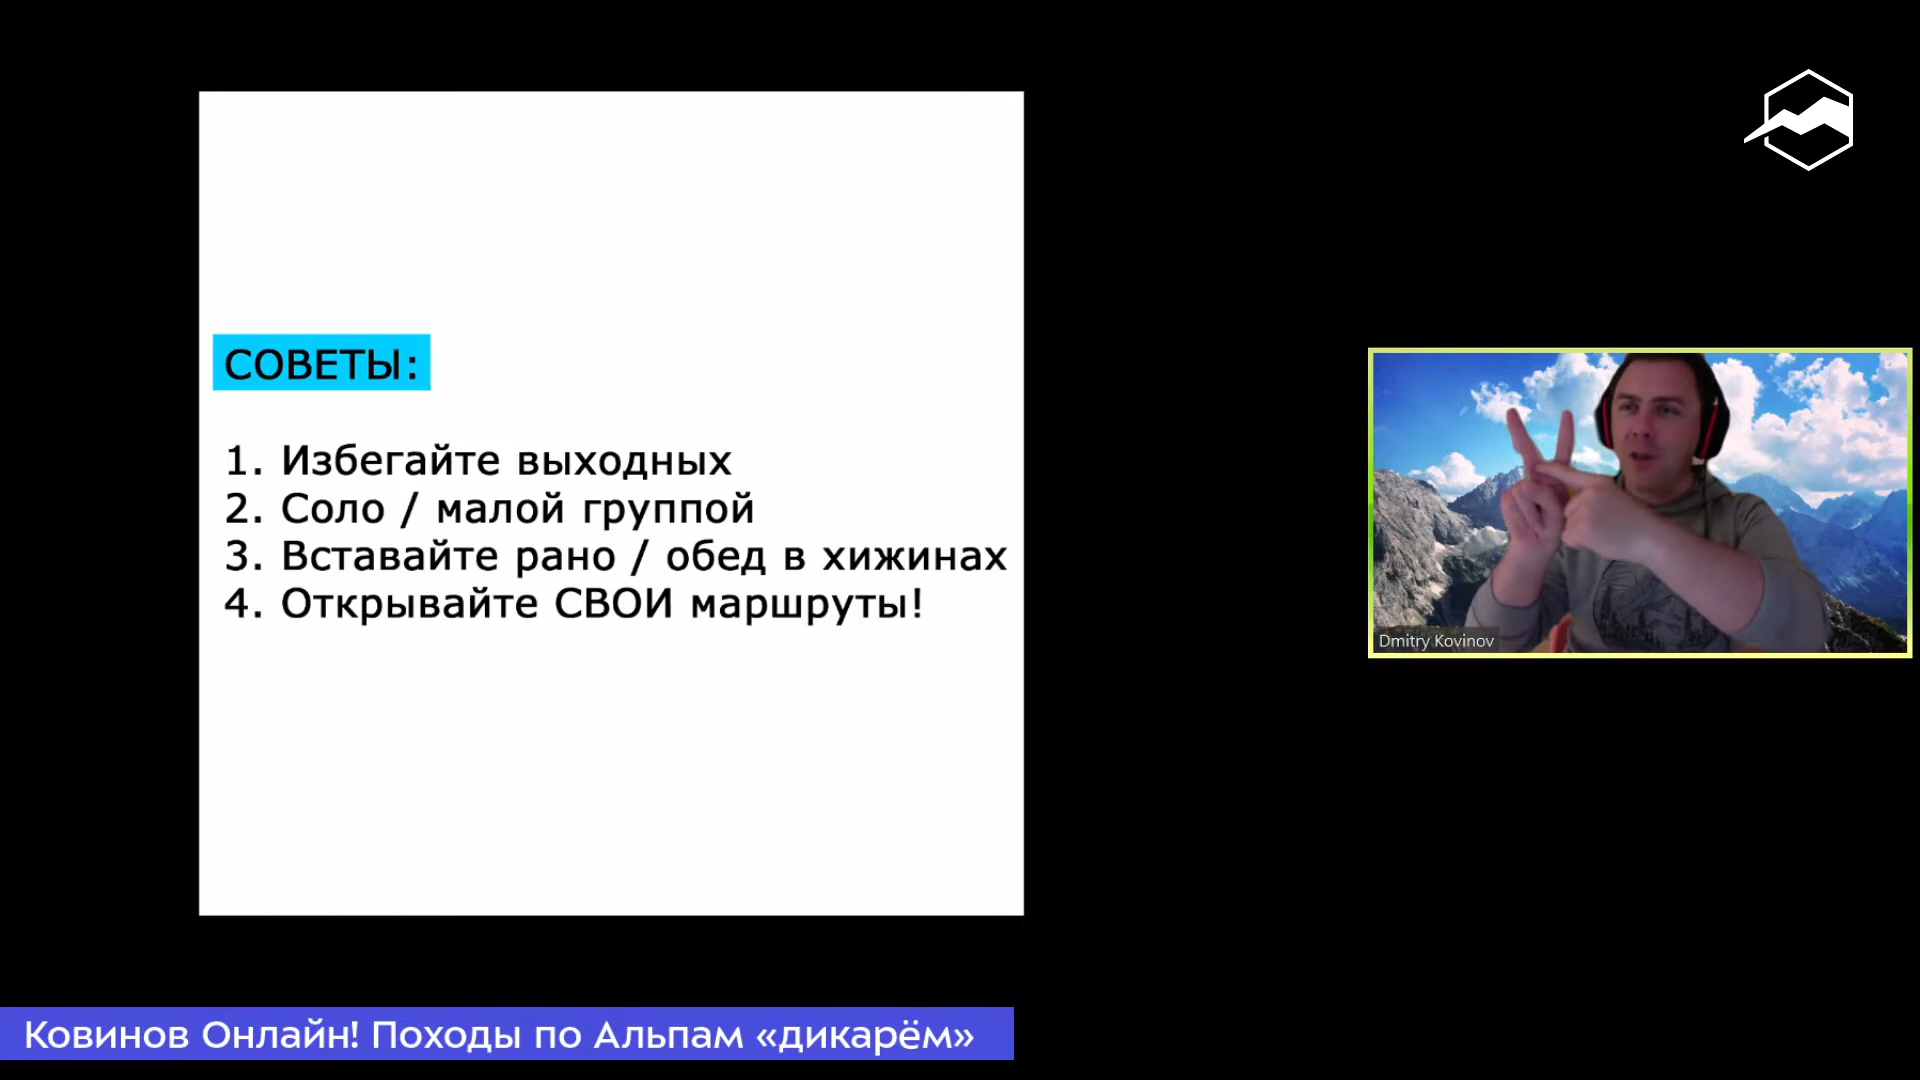 СОВЕТЫ:
1. Избегайте выходных
2. Соло / малой группой
3. Вставайте рано / обед в хижинах
4. Открывайте СВОИ маршруты!
Dmitry Kovinov
Ковинов Онлайн! Походы по Альпам «дикарём»